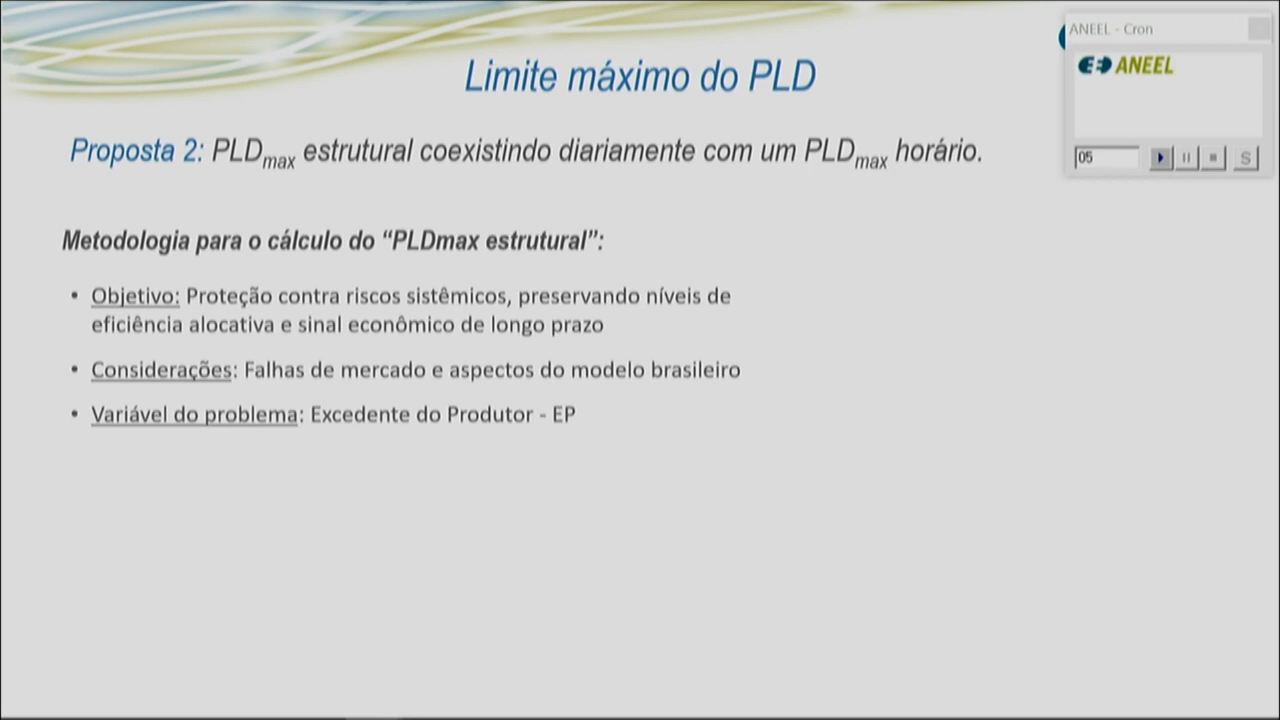 ANEEL - Cron
ANEEL
05
S
Limite máximo do PLD
Proposta 2: PLDmax estrutural coexistindo diariamente com um PLDmax horário.
Metodologia para o cálculo do “PLDmax estrutural”:
• Objetivo: Proteção contra riscos sistêmicos, preservando níveis de
eficiência alocativa e sinal econômico de longo prazo
• Considerações: Falhas de mercado e aspectos do modelo brasileiro
• Variável do problema: Excedente do Produtor - EP